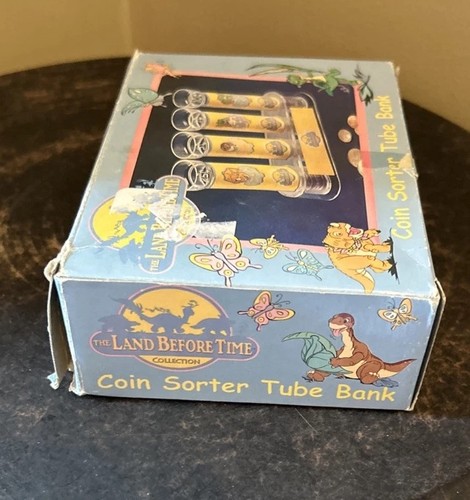 Coin Sorter Tube Bank
THE LAND BEFORE TIME
THE LAND BEFORE TIME
COLLECTION
Coin Sorter Tube Bank